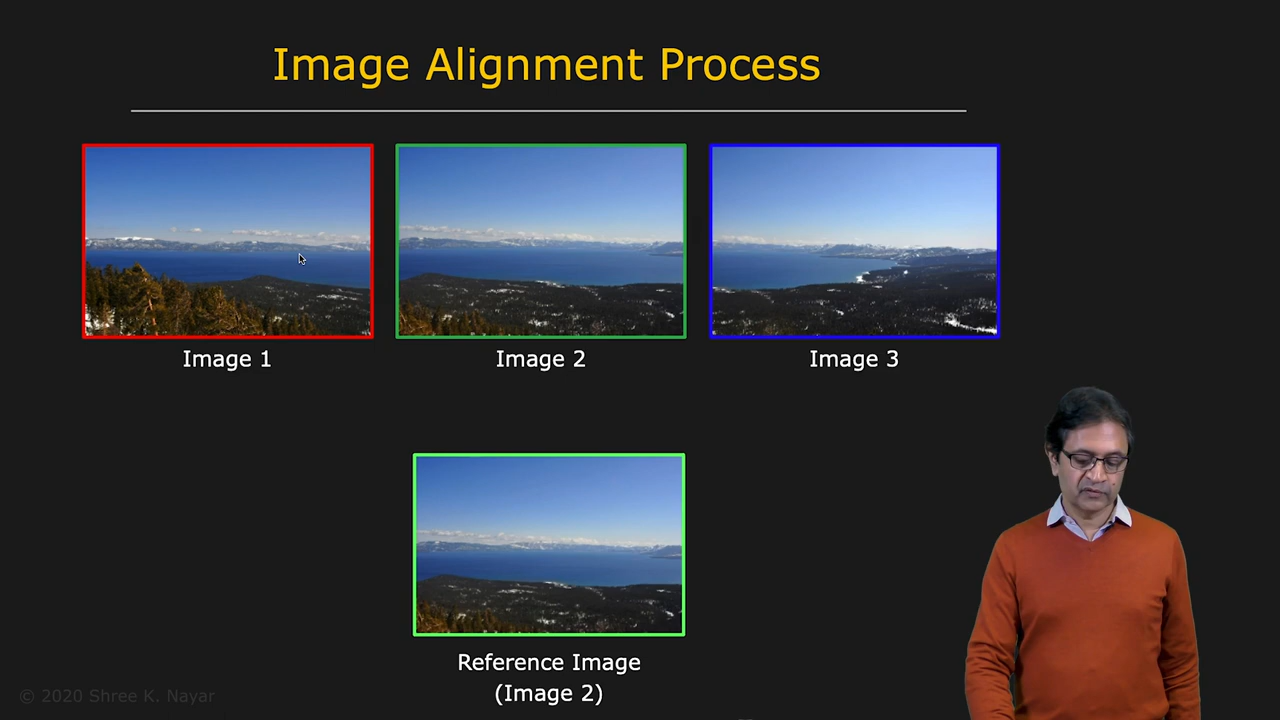 Image Alignment Process
Image 1
Image 2
Image 3
Reference Image
(Image 2)
© 2020 Shree K. Nayar